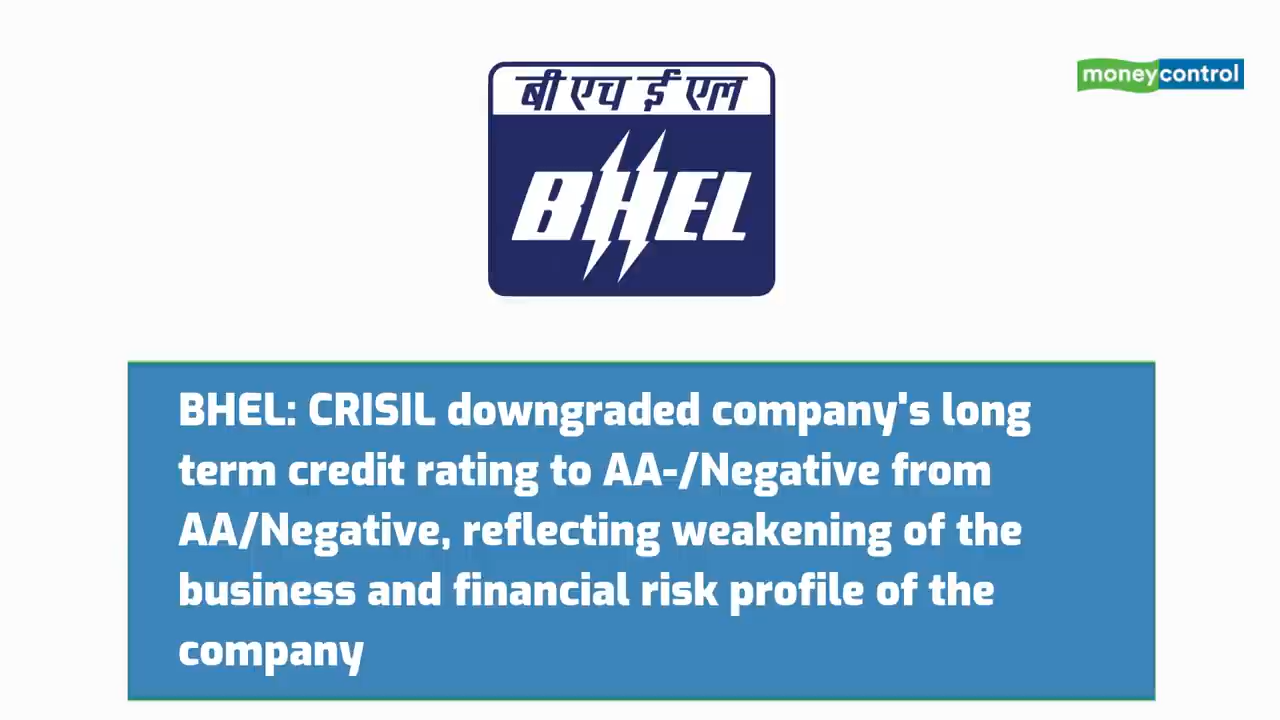 बी एच ई एल
moneycontrol
BHEL
BHEL: CRISIL downgraded company's long
term credit rating to AA-/Negative from
AA/Negative, reflecting weakening of the
business and financial risk profile of the
company